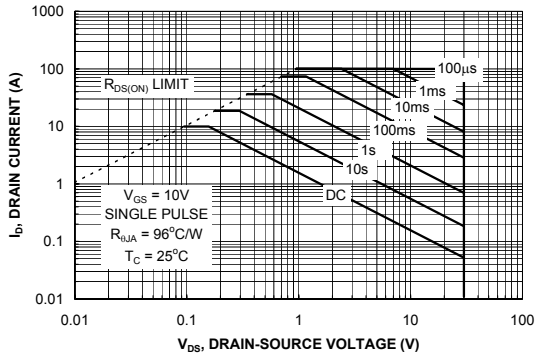 1000
100
10
1
0.1
0.01
I_D, DRAIN CURRENT (A)
R_DS(ON) LIMIT
V_GS = 10V
SINGLE PULSE
R_θJA = 96°C/W
T_C = 25°C
100μs
1ms
10ms
100ms
1s
10s
DC
0.01 0.1 1 10 100
V_DS, DRAIN-SOURCE VOLTAGE (V)